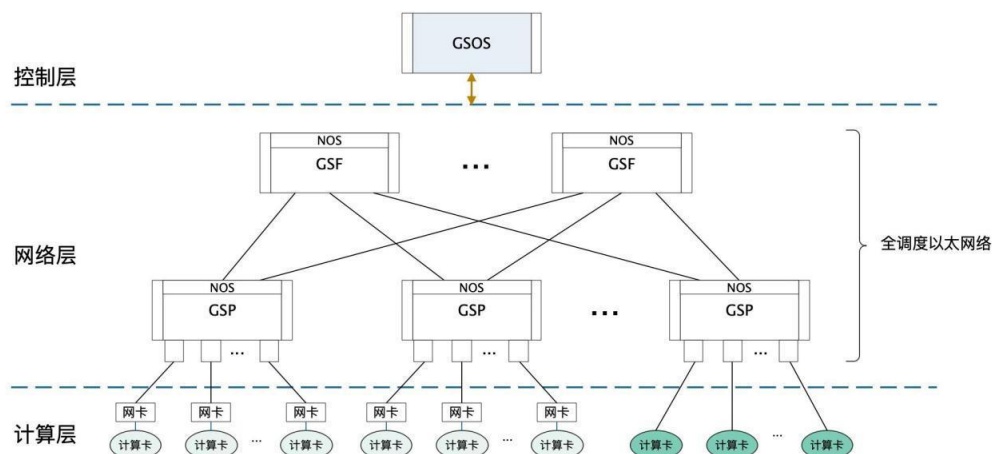 GSOS
控制层
NOS
GSF
...
NOS
GSF
网络层
全调度以太网络
NOS
GSP
...
NOS
GSP
...
...
NOS
GSP
...
计算层
网卡
网卡
网卡
网卡
网卡
网卡
计算卡
计算卡
...
计算卡
计算卡
计算卡
...
计算卡
计算卡
计算卡
...
计算卡